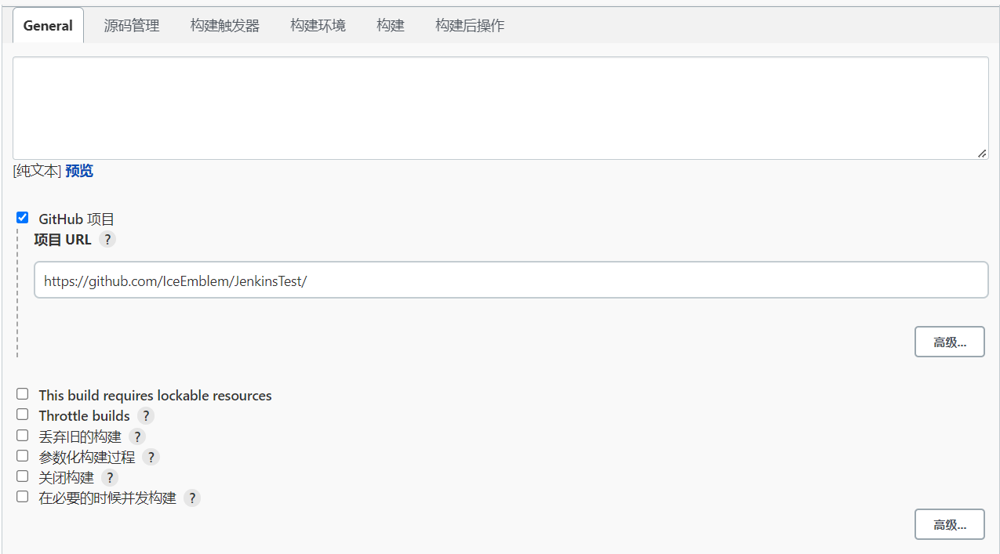 General 源码管理 构建触发器 构建环境 构建 构建后操作
[纯文本] 预览
GitHub 项目
项目 URL ?
https://github.com/IceEmblem/JenkinsTest/
高级...
This build requires lockable resources
Throttle builds ?
丢弃旧的构建 ?
参数化构建过程 ?
关闭构建 ?
在必要的时候并发构建 ?
高级...